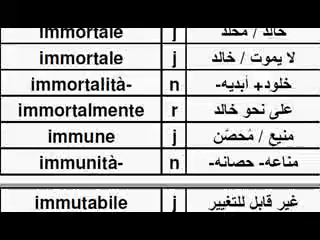 immortale j خالد / مخلد
immortale j لا يموت / خالد
immortalità- n خلود+ أبديه-
immortalmente r على نحو خالد
immune j منيع / مُحصّن
immunità- n مناعه- حصانه-
immutabile j غير قابل للتغيير